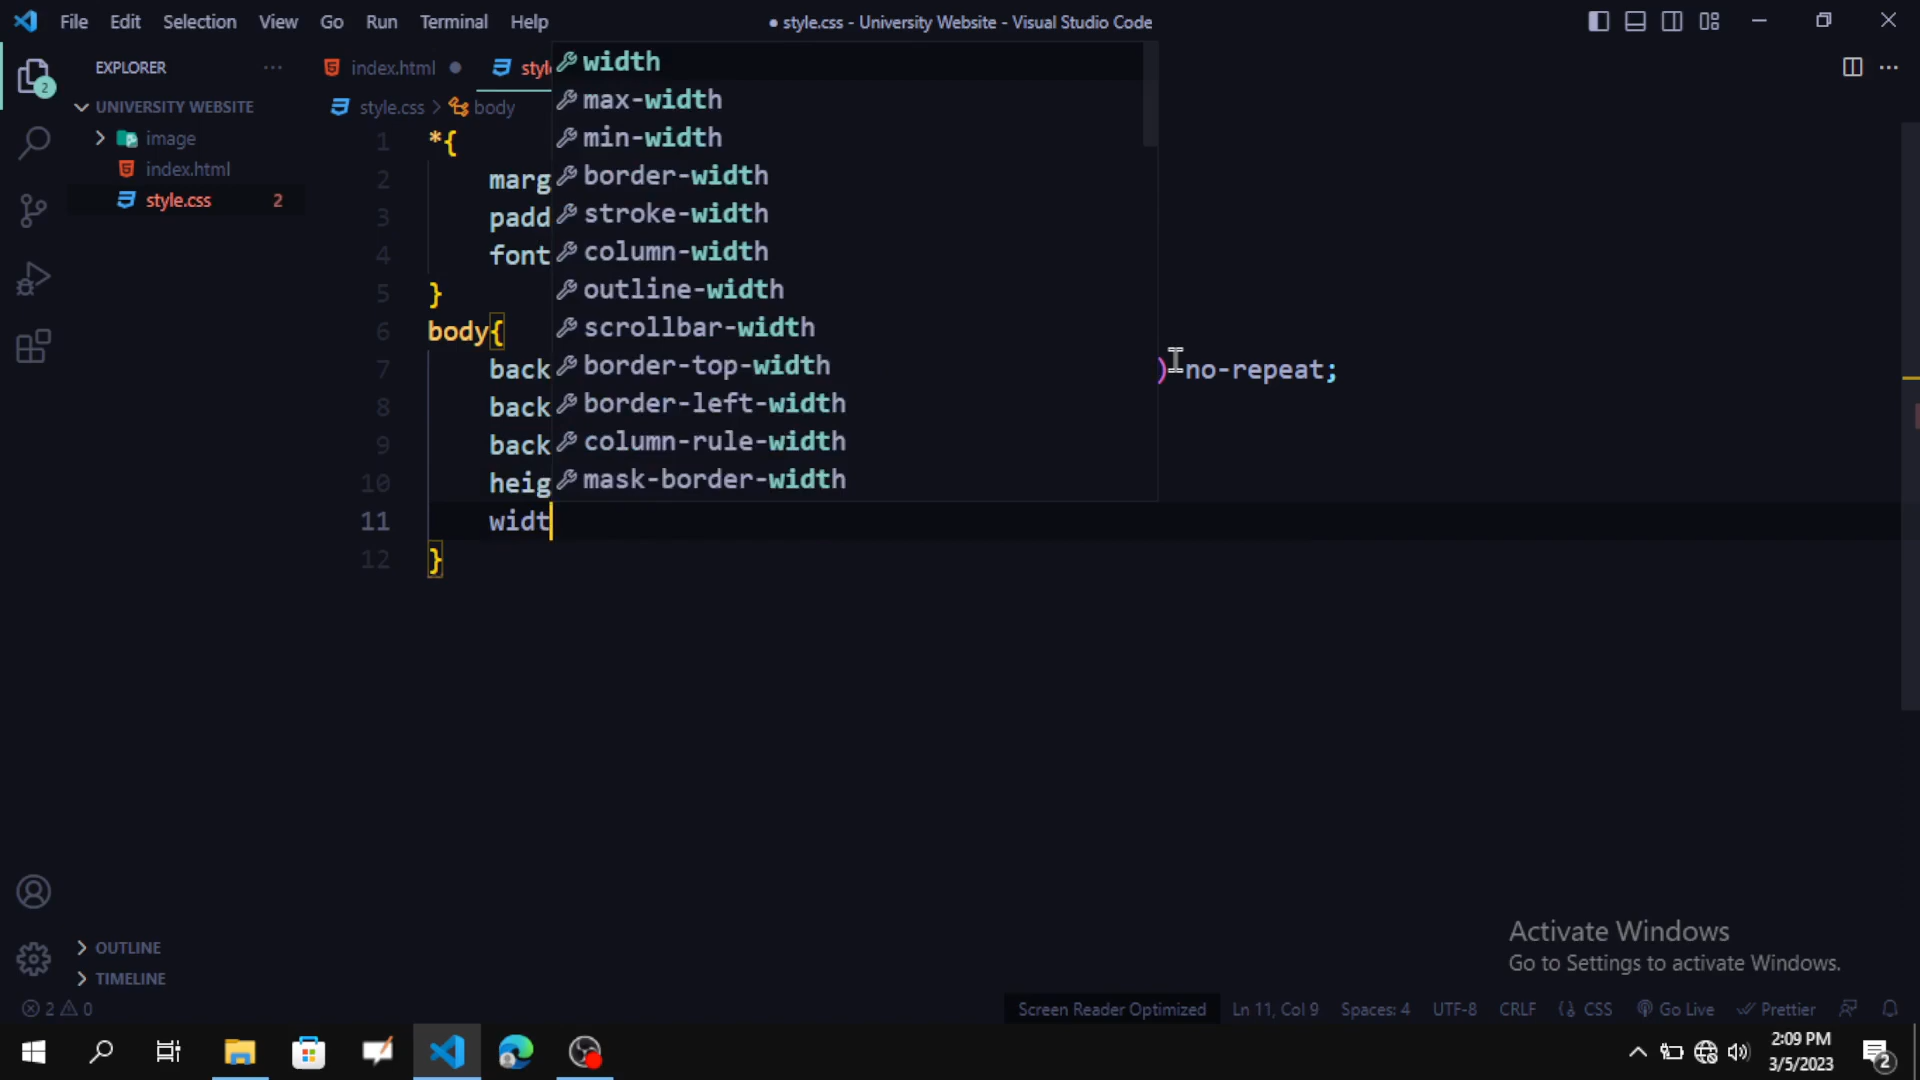 File Edit Selection View Go Run Terminal Help
● style.css - University Website - Visual Studio Code
EXPLORER
index.html
UNIVERSITY WEBSITE
image
index.html
style.css 2
2
style.css > body
1 *{
2 marg
3 padd
4 font
5 }
6 body{
7 back ) no-repeat;
8 back
9 back
10 heig
11 widt
12 }
width
max-width
min-width
border-width
stroke-width
column-width
outline-width
scrollbar-width
border-top-width
border-left-width
column-rule-width
mask-border-width
OUTLINE
TIMELINE
Activate Windows
Go to Settings to activate Windows.
2 0
Screen Reader Optimized Ln 11, Col 9 Spaces: 4 UTF-8 CRLF {} CSS Go Live Prettier
2:09 PM
3/5/2023
2